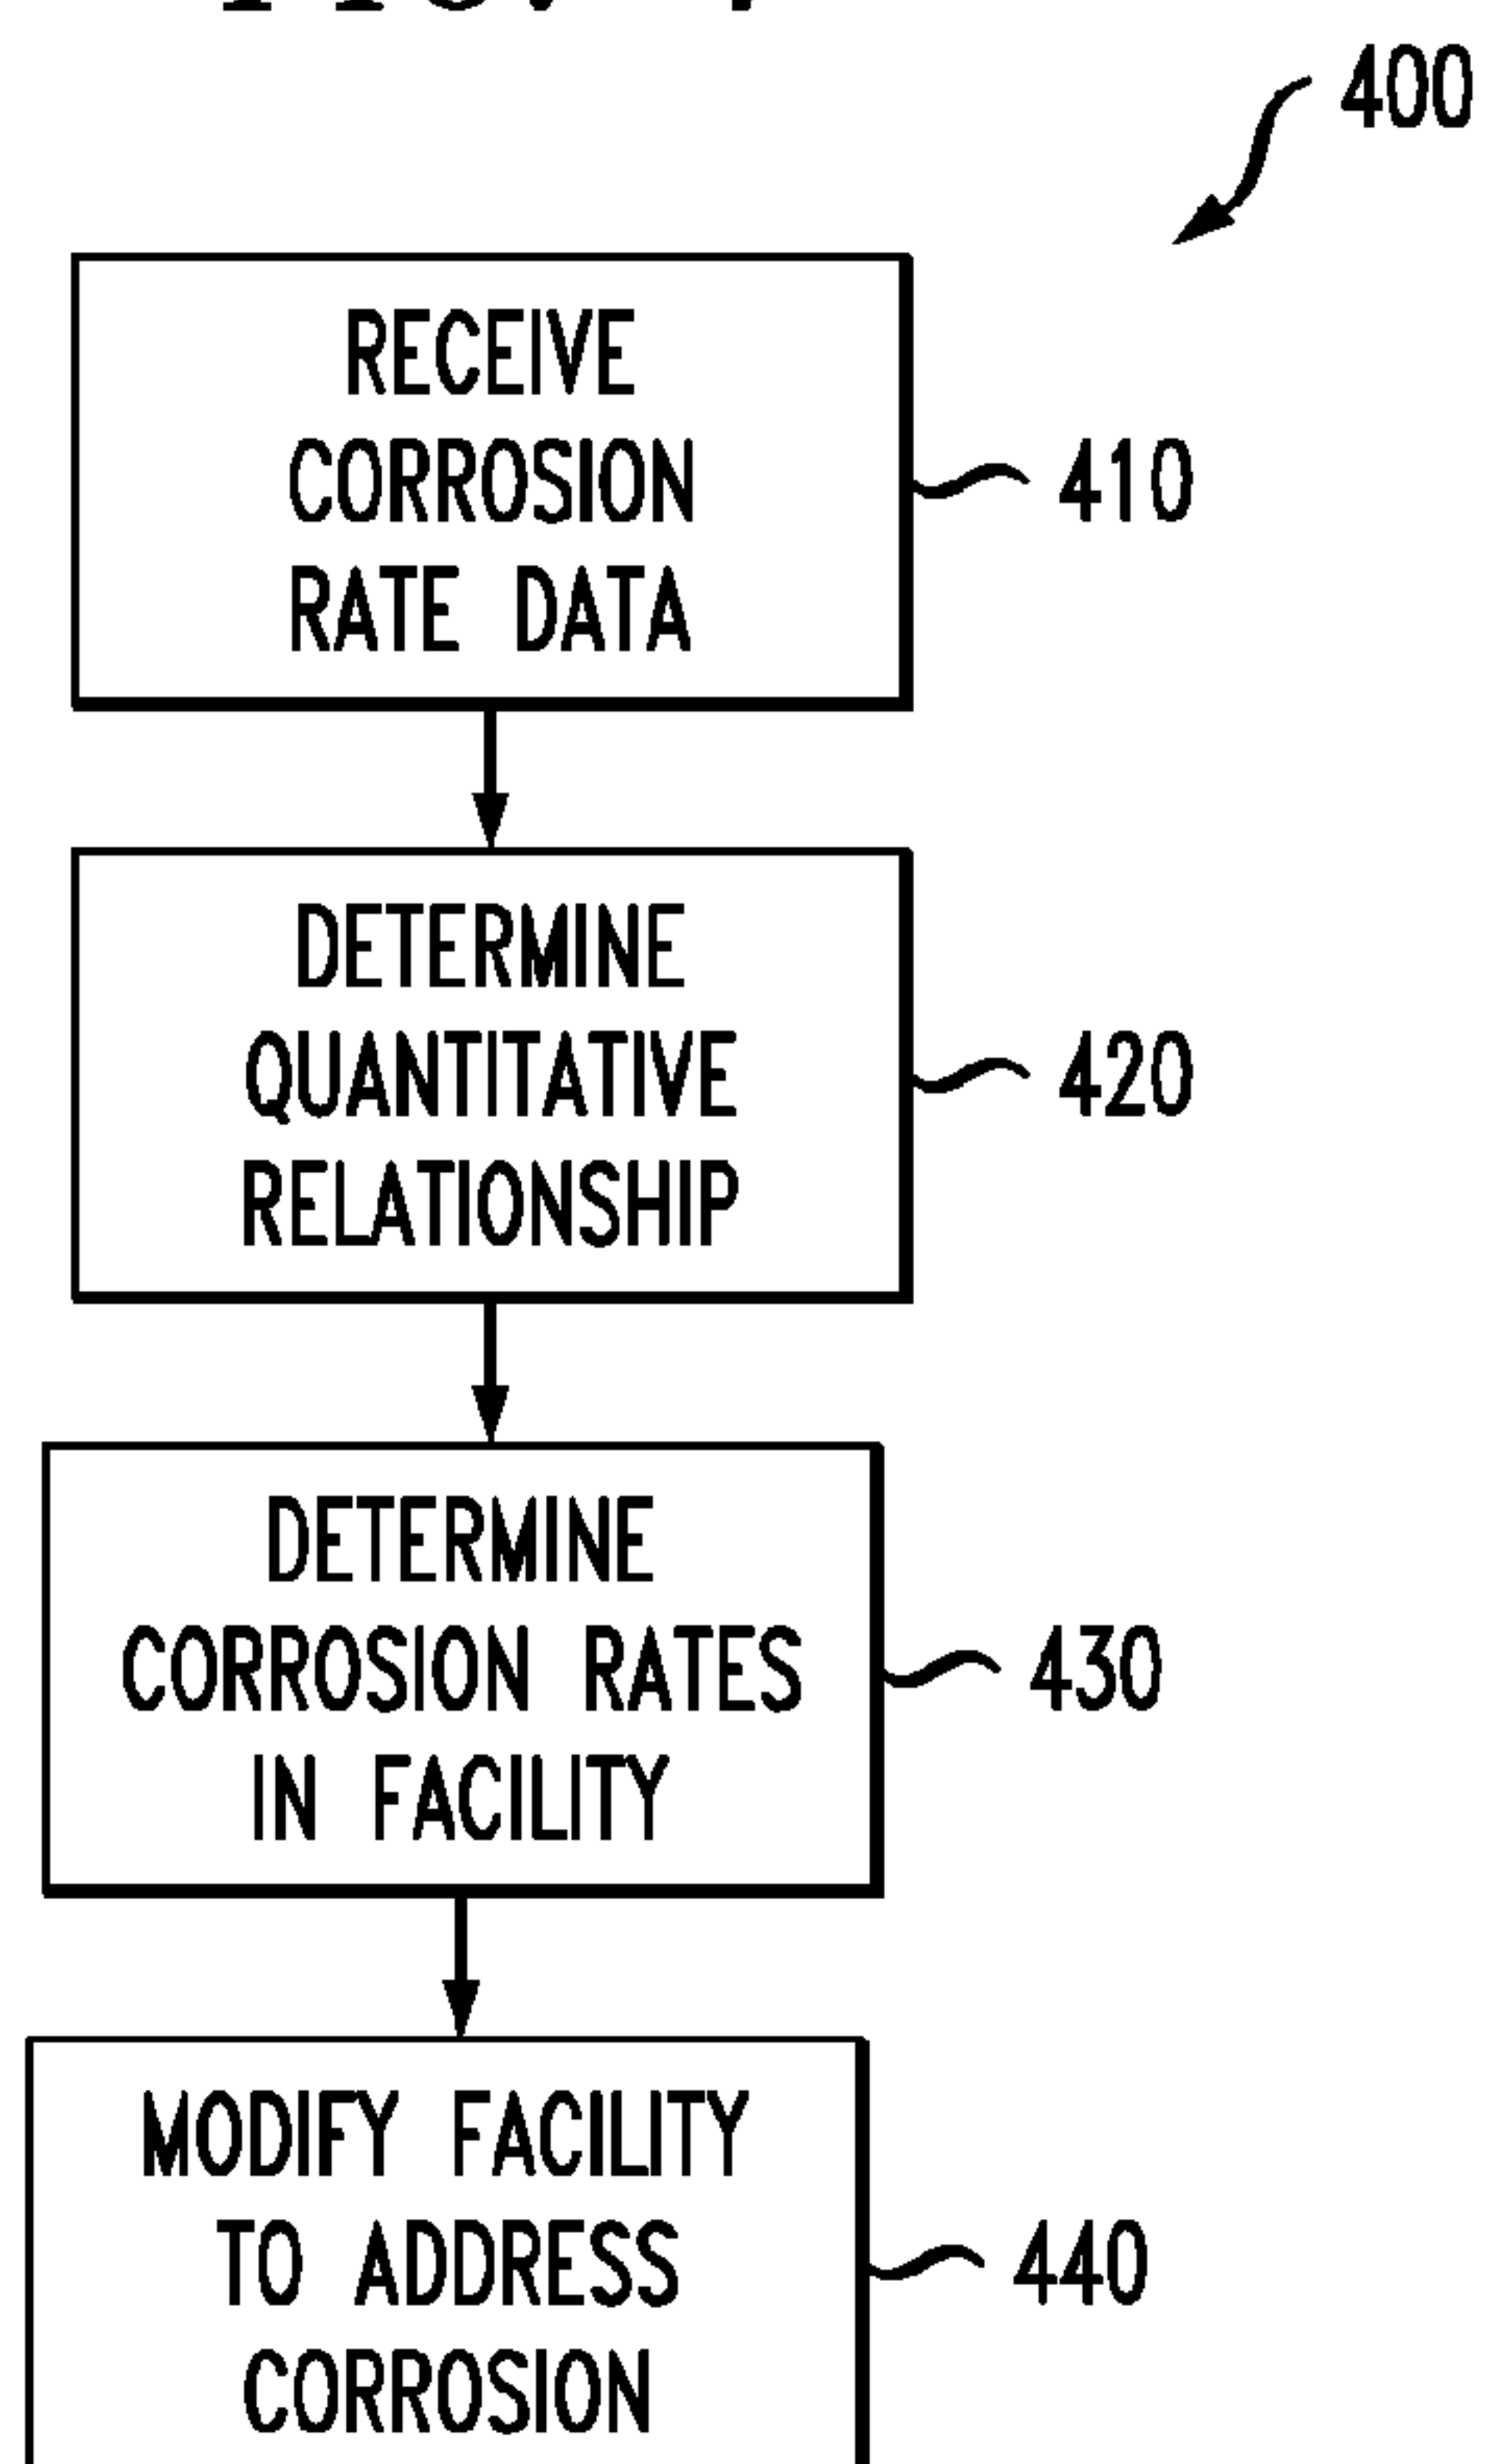 400
RECEIVE
CORROSION
RATE DATA
410
DETERMINE
QUANTITATIVE
RELATIONSHIP
420
DETERMINE
CORROSION RATES
IN FACILITY
430
MODIFY FACILITY
TO ADDRESS
CORROSION
440